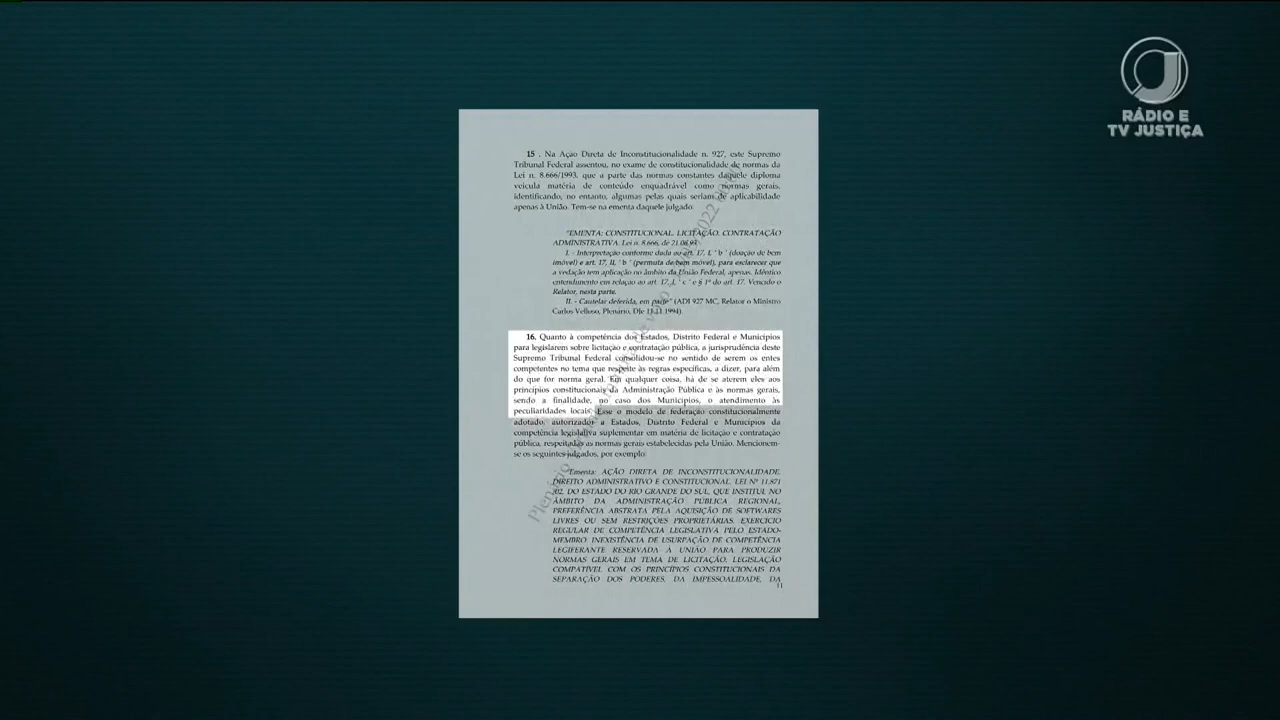 RÁDIO E
TV JUSTIÇA
15 . Na Ação Direta de Inconstitucionalidade n. 927, este Supremo
Tribunal Federal assentou, no exame de constitucionalidade de normas da
Lei n. 8.666/1993, que a parte das normas constantes daquele diploma
veicula matéria de conteúdo enquadrável como normas gerais,
identificando, no entanto, algumas pelas quais seriam de aplicabilidade
apenas à União. Tem-se na ementa daquele julgado:
"EMENTA: CONSTITUCIONAL. LICITAÇÃO. CONTRATAÇÃO
ADMINISTRATIVA. Lei n. 8.666, de 21.06.93.
I. - Interpretação conforme dada ao art. 17, I, ' b ' (doação de bem
imóvel) e art. 17, II, ' b ' (permuta de bem móvel), para esclarecer que
a vedação tem aplicação no âmbito da União Federal, apenas. Idêntico
entendimento em relação ao art. 17, I, ' c ' e § 1º do art. 17. Vencido o
Relator, nesta parte.
II. - Cautelar deferida, em parte" (ADI 927 MC, Relator o Ministro
Carlos Velloso, Plenário, DJe 11.11.1994).
16. Quanto à competência dos Estados, Distrito Federal e Municípios
para legislarem sobre licitação e contratação pública, a jurisprudência deste
Supremo Tribunal Federal consolidou-se no sentido de serem os entes
competentes no tema que respeite às regras específicas, a dizer, para além
do que for norma geral. Em qualquer coisa, há de se aterem eles aos
princípios constitucionais da Administração Pública e às normas gerais,
sendo a finalidade, no caso dos Municípios, o atendimento às
peculiaridades locais. Esse o modelo de federação constitucionalmente
adotado, autorizador a Estados, Distrito Federal e Municípios da
competência legislativa suplementar em matéria de licitação e contratação
pública, respeitadas as normas gerais estabelecidas pela União. Mencionem-
se os seguintes julgados, por exemplo:
"Ementa: AÇÃO DIRETA DE INCONSTITUCIONALIDADE.
DIREITO ADMINISTRATIVO E CONSTITUCIONAL. LEI Nº 11.871
/02, DO ESTADO DO RIO GRANDE DO SUL, QUE INSTITUI, NO
ÂMBITO DA ADMINISTRAÇÃO PÚBLICA REGIONAL,
PREFERÊNCIA ABSTRATA PELA AQUISIÇÃO DE SOFTWARES
LIVRES OU SEM RESTRIÇÕES PROPRIETÁRIAS. EXERCÍCIO
REGULAR DE COMPETÊNCIA LEGISLATIVA PELO ESTADO-
MEMBRO. INEXISTÊNCIA DE USURPAÇÃO DE COMPETÊNCIA
LEGIFERANTE RESERVADA À UNIÃO PARA PRODUZIR
NORMAS GERAIS EM TEMA DE LICITAÇÃO. LEGISLAÇÃO
COMPATÍVEL COM OS PRINCÍPIOS CONSTITUCIONAIS DA
SEPARAÇÃO DOS PODERES, DA IMPESSOALIDADE, DA
11
Plenário